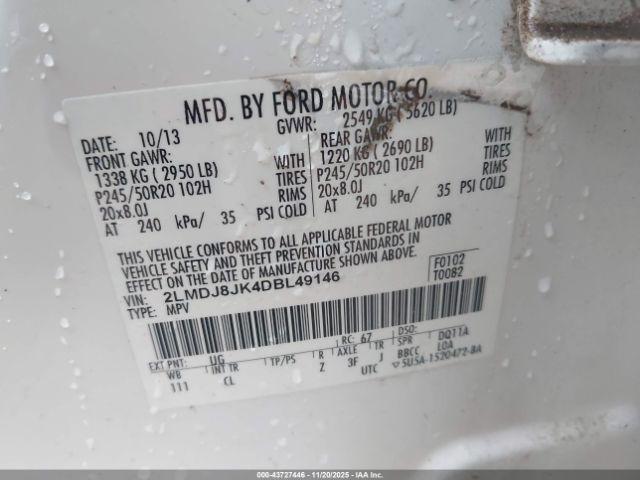 MFD. BY FORD MOTOR CO.
DATE: 10/13 GVWR: 2549 KG ( 5620 LB)
FRONT GAWR: REAR GAWR:
1338 KG ( 2950 LB) WITH 1220 KG ( 2690 LB) WITH
P245/50R20 102H TIRES P245/50R20 102H TIRES
20x8.0J RIMS 20x8.0J RIMS
AT 240 kPa/ 35 PSI COLD AT 240 kPa/ 35 PSI COLD
THIS VEHICLE CONFORMS TO ALL APPLICABLE FEDERAL MOTOR
VEHICLE SAFETY AND THEFT PREVENTION STANDARDS IN
EFFECT ON THE DATE OF MANUFACTURE SHOWN ABOVE.
VIN: 2LMDJ8JK4DBL49146 F0102
TYPE: MPV T0082
EXT PNT: UG RC: 67 DSO:
WB INT TR TP/PS R AXLE TR SPR DQ11A
111 CL Z 3F J BBCC LOA
UTC ▽ 5U5A-1520472-BA
000-43727446 - 11/20/2025 - IAA Inc.